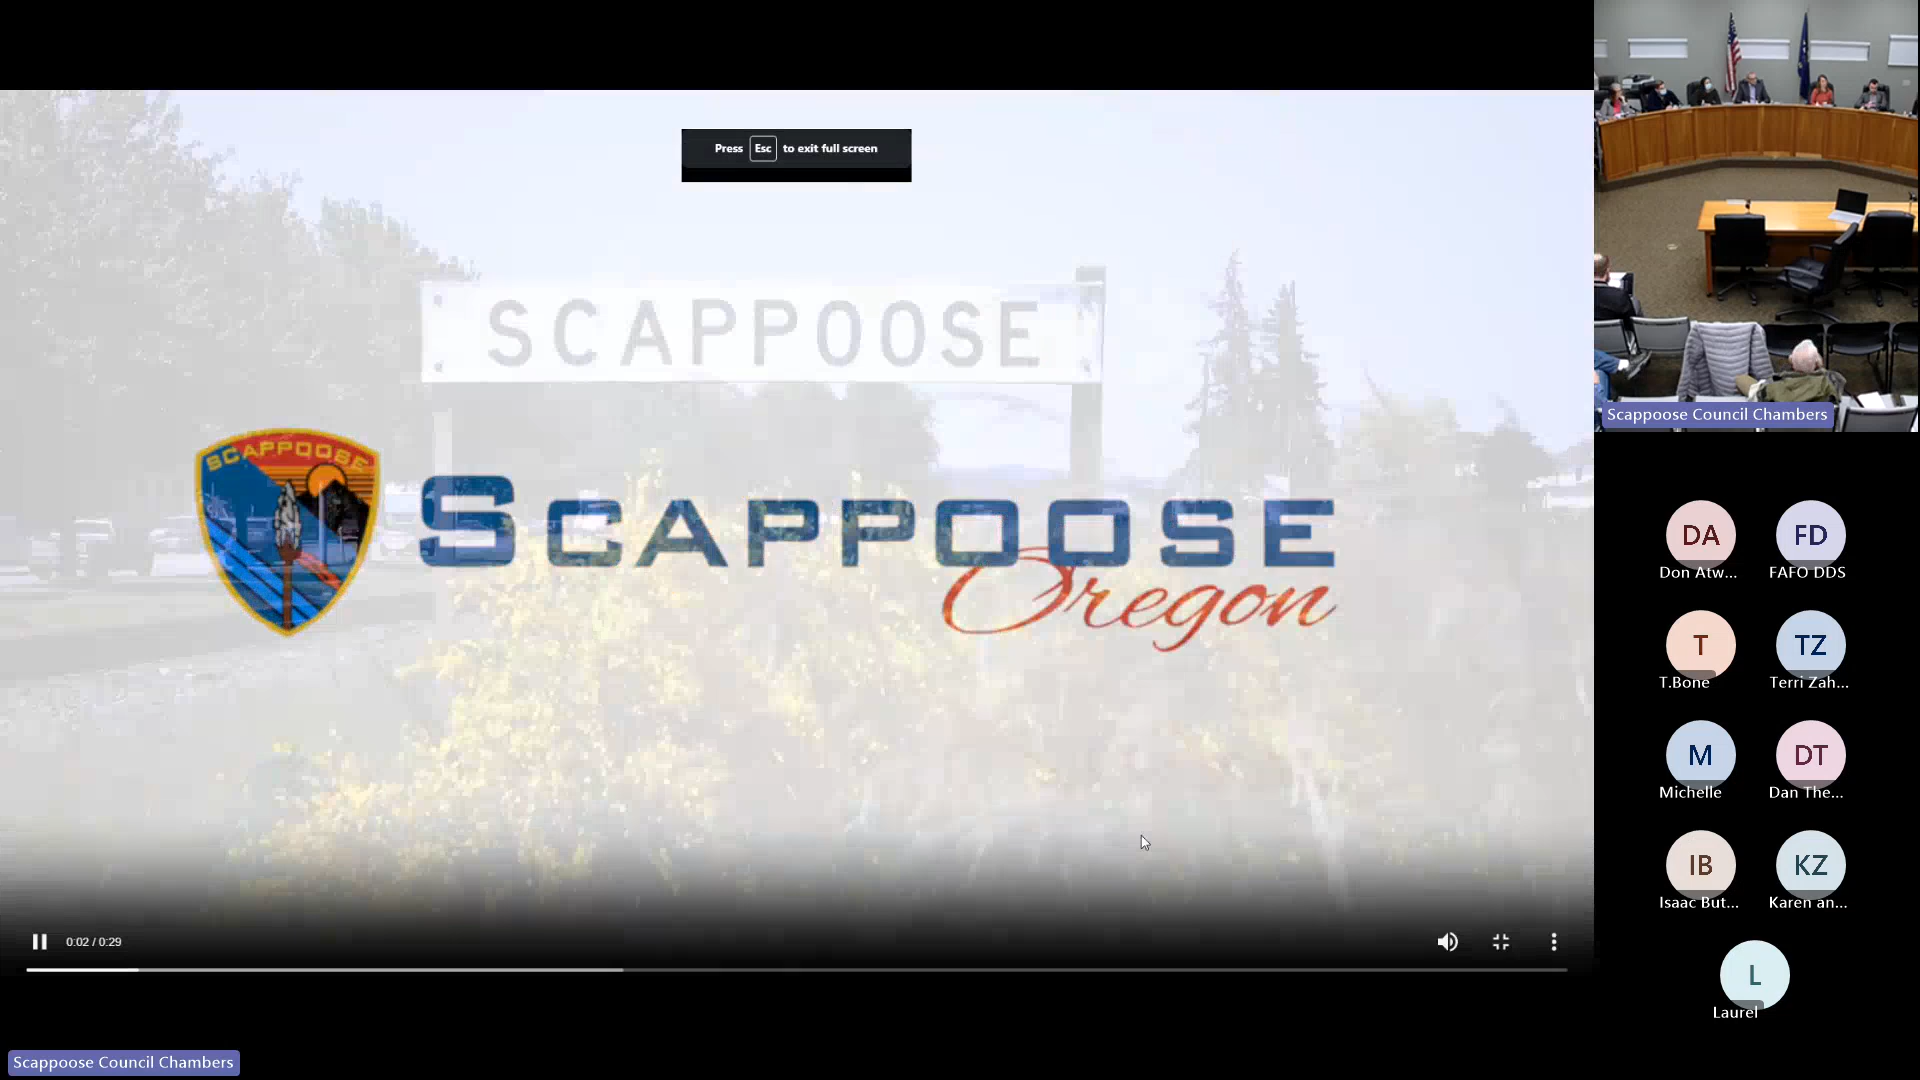 Press Esc to exit full screen
SCAPPOOSE
SCAPPOOSE
SCAPPOOSE
Oregon
0:02 / 0:29
Scappoose Council Chambers
Scappoose Council Chambers
DA
Don Atw...
FD
FAFO DDS
T
T.Bone
TZ
Terri Zah...
M
Michelle
DT
Dan The...
IB
Isaac But...
KZ
Karen an...
L
Laurel